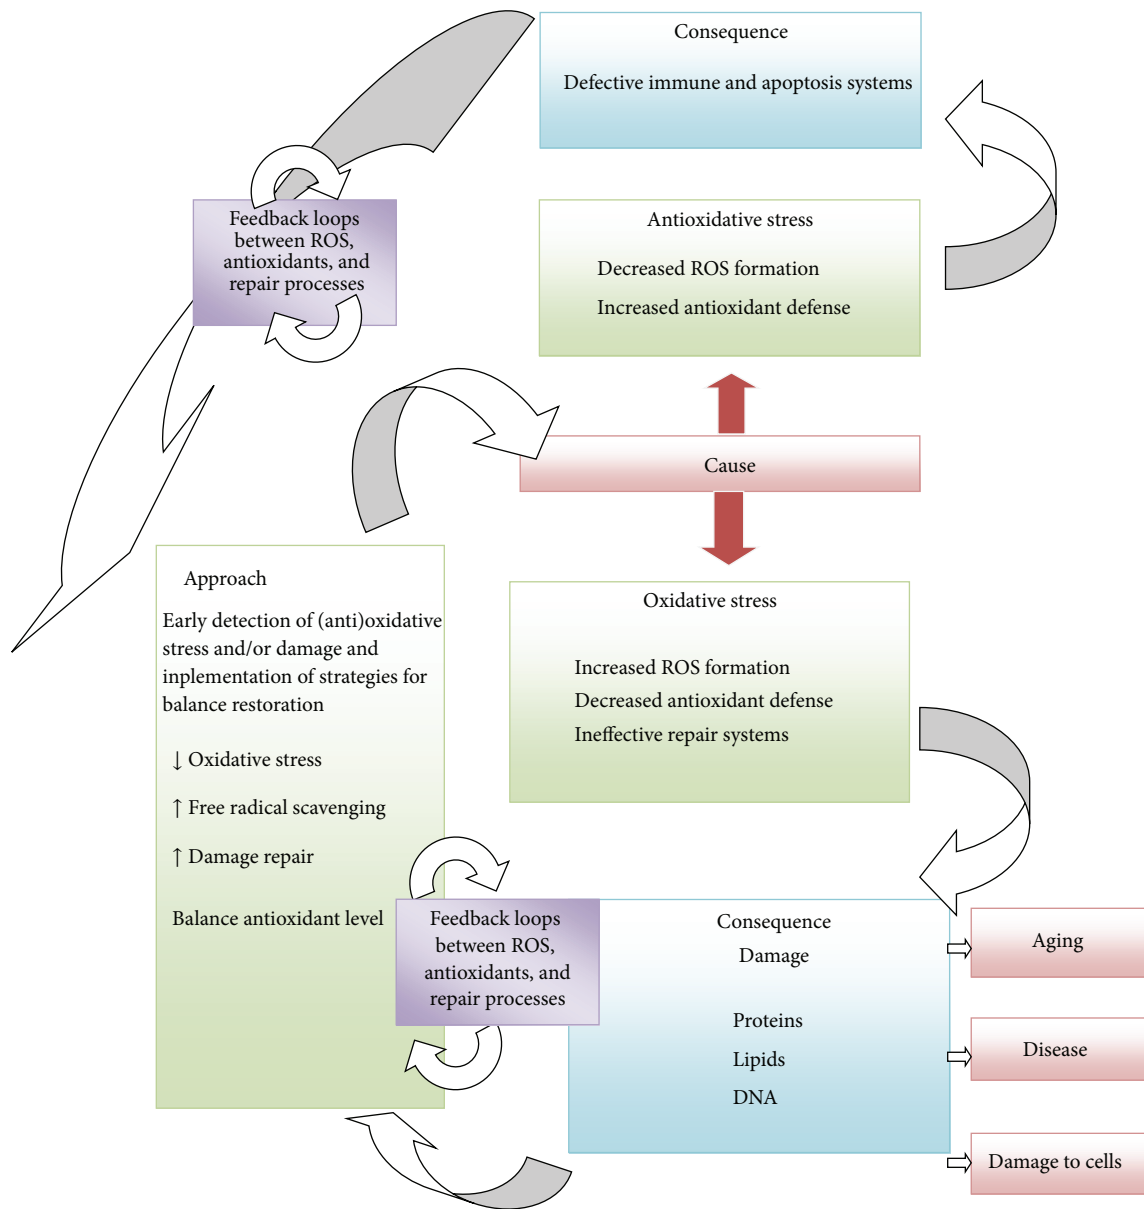 Consequence
Defective immune and apoptosis systems
Feedback loops
between ROS,
antioxidants, and
repair processes
Antioxidative stress
Decreased ROS formation
Increased antioxidant defense
Cause
Approach
Early detection of (anti)oxidative
stress and/or damage and
inplementation of strategies for
balance restoration
↓ Oxidative stress
↑ Free radical scavenging
↑ Damage repair
Balance antioxidant level
Oxidative stress
Increased ROS formation
Decreased antioxidant defense
Ineffective repair systems
Feedback loops
between ROS,
antioxidants, and
repair processes
Consequence
Damage
Proteins
Lipids
DNA
Aging
Disease
Damage to cells